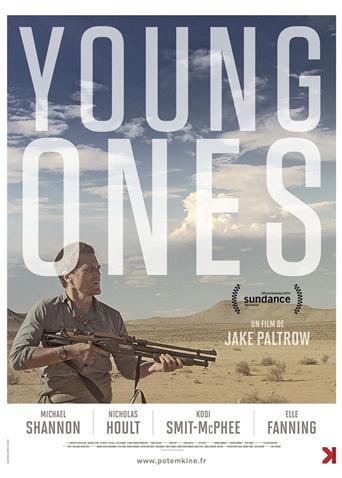 YOUNG
ONES
sundance
UN FILM DE
JAKE PALTROW
MICHAEL SHANNON
NICHOLAS HOULT
KODI SMIT-McPHEE
ELLE FANNING
www.potemkine.fr